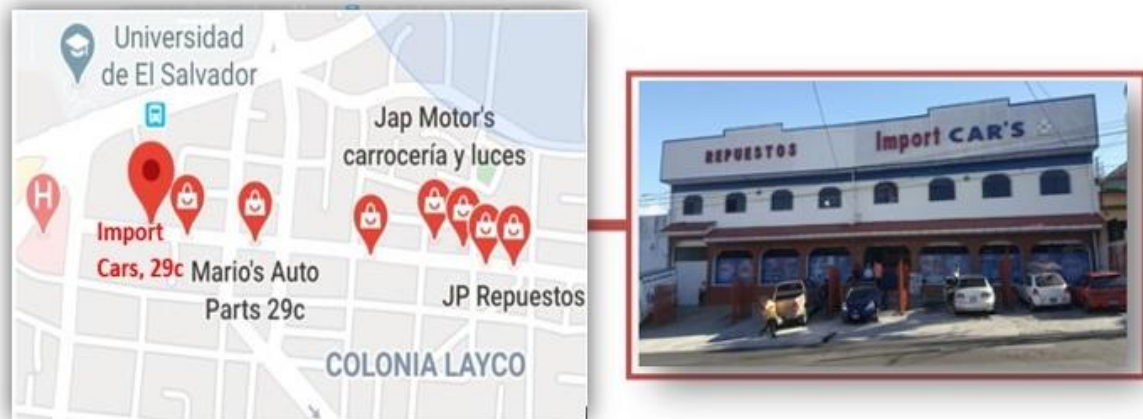 Universidad
de El Salvador
Jap Motor's
carrocería y luces
H
Import
Cars, 29c
Mario's Auto
Parts 29c
JP Repuestos
COLONIA LAYCO
REPUESTOS
Import CAR'S